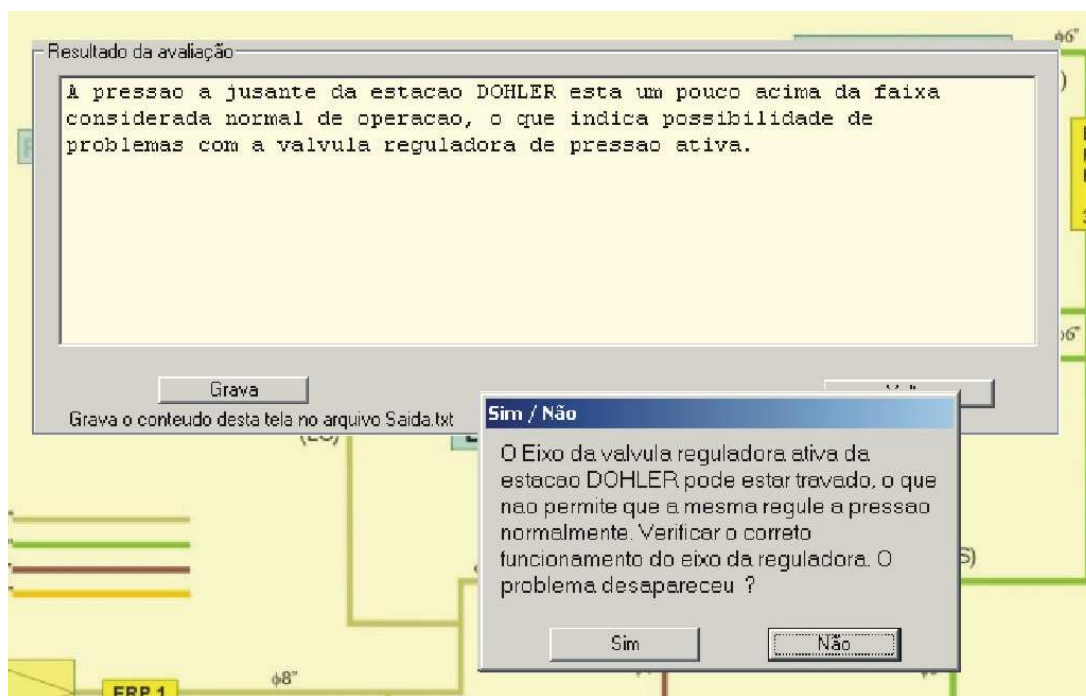 ϕ6"
Resultado da avaliação
A pressao a jusante da estacao DOHLER esta um pouco acima da faixa
considerada normal de operacao, o que indica possibilidade de
problemas com a valvula reguladora de pressao ativa.
ϕ6"
Grava
Grava o conteudo desta tela no arquivo Saida.txt
Sim / Não
O Eixo da valvula reguladora ativa da
estacao DOHLER pode estar travado, o que
nao permite que a mesma regule a pressao
normalmente. Verificar o correto
funcionamento do eixo da reguladora. O
problema desapareceu ?
Sim
Não
ϕ8"
ERP 1